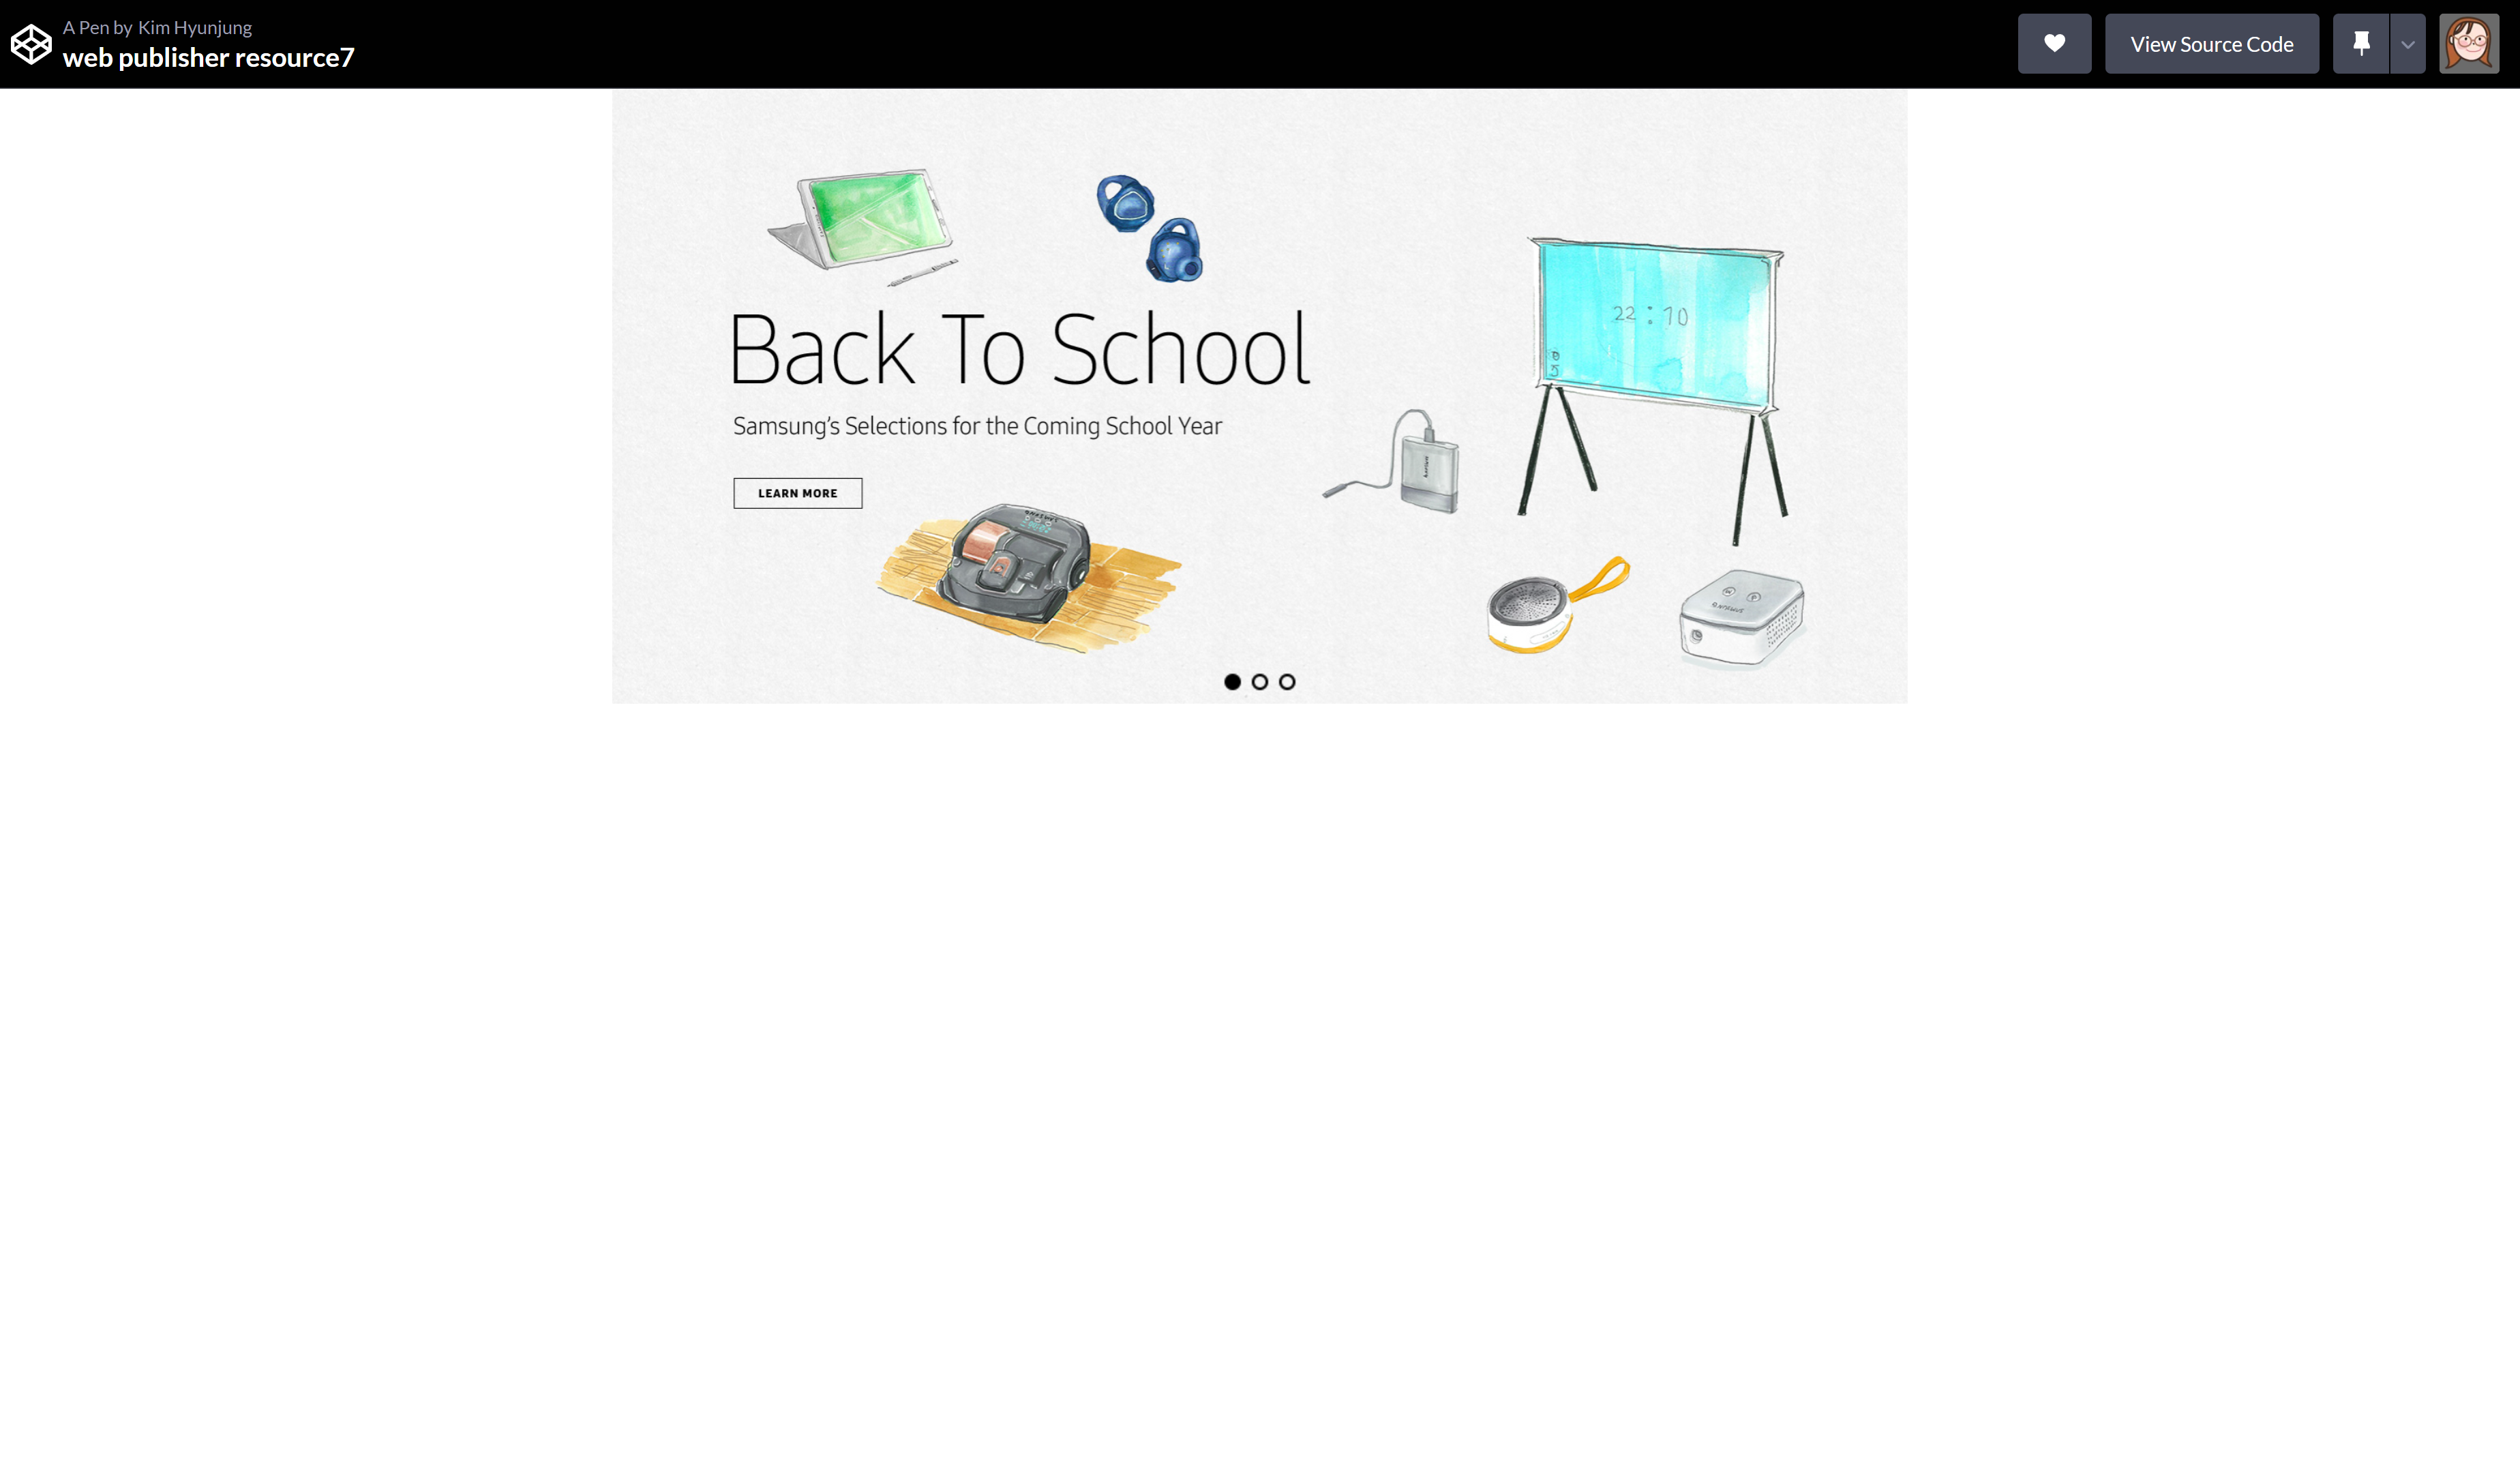 A Pen by Kim Hyunjung
web publisher resource7
View Source Code
22:10
Back To School
Samsung's Selections for the Coming School Year
LEARN MORE